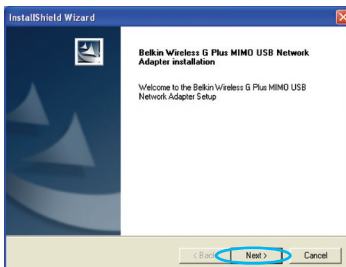 InstallShield Wizard
Belkin Wireless G Plus MIMO USB Network
Adapter installation
Welcome to the Belkin Wireless G Plus MIMO USB
Network Adapter Setup
< Back
Next >
Cancel